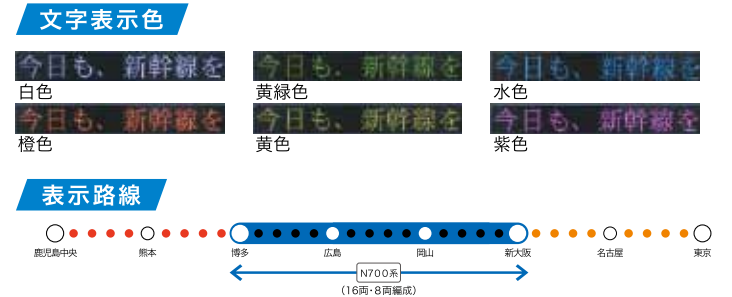 文字表示色
今日も、新幹線を
今日も、新幹線を
今日も、新幹線を
白色
黄緑色
水色
今日も、新幹線を
今日も、新幹線を
今日も、新幹線を
橙色
黄色
紫色
表示路線
鹿児島中央
熊本
博多
広島
岡山
新大阪
名古屋
東京
N700系
(16両・8両編成)